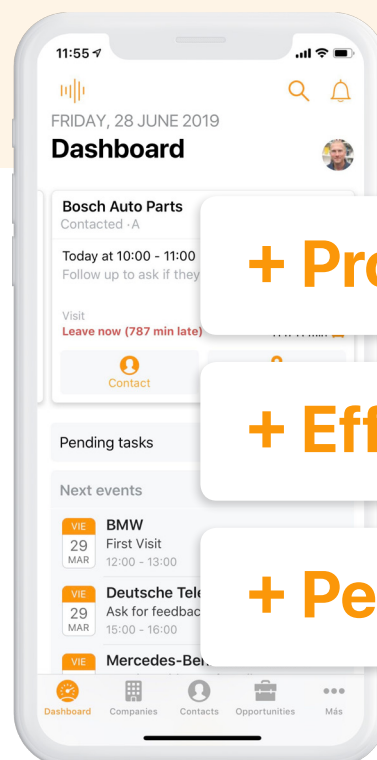 11:55
FRIDAY, 28 JUNE 2019
Dashboard
Bosch Auto Parts
Contacted · A
Today at 10:00 - 11:00
Follow up to ask if they
Visit
Leave now (787 min late)
Contact
+ Pro
+ Eff
+ Pe
Pending tasks
Next events
VIE
29
MAR
BMW
First Visit
12:00 - 13:00
VIE
29
MAR
Deutsche Tele
Ask for feedbac
15:00 - 16:00
VIE
Mercedes-Ben
Dashboard
Companies
Contacts
Opportunities
Más